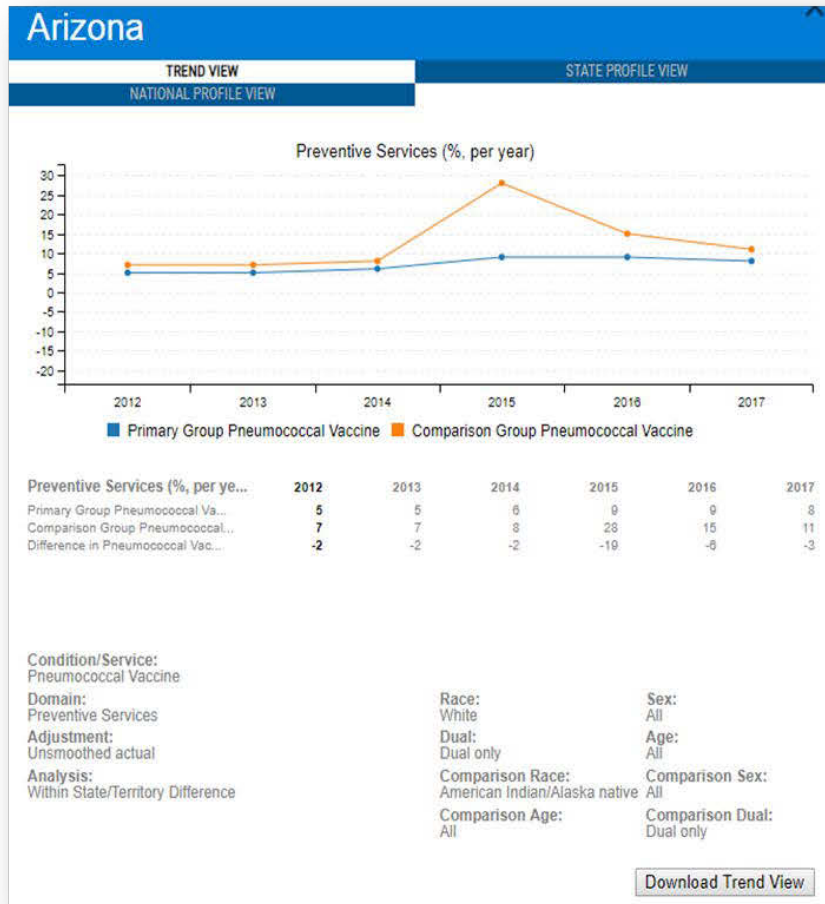 Arizona
TREND VIEW STATE PROFILE VIEW
NATIONAL PROFILE VIEW
Preventive Services (%, per year)
30
25
20
15
10
5
0
-5
-10
-15
-20
2012 2013 2014 2015 2016 2017
Primary Group Pneumococcal Vaccine Comparison Group Pneumococcal Vaccine
Preventive Services (%, per ye... 2012 2013 2014 2015 2016 2017
Primary Group Pneumococcal Va... 5 5 6 9 9 8
Comparison Group Pneumococcal... 7 7 8 28 15 11
Difference in Pneumococcal Vac... -2 -2 -2 -19 -6 -3
Condition/Service:
Pneumococcal Vaccine
Domain: Race: Sex:
Preventive Services White All
Adjustment: Dual: Age:
Unsmoothed actual Dual only All
Analysis: Comparison Race: Comparison Sex:
Within State/Territory Difference American Indian/Alaska native All
Comparison Age: Comparison Dual:
All Dual only
Download Trend View